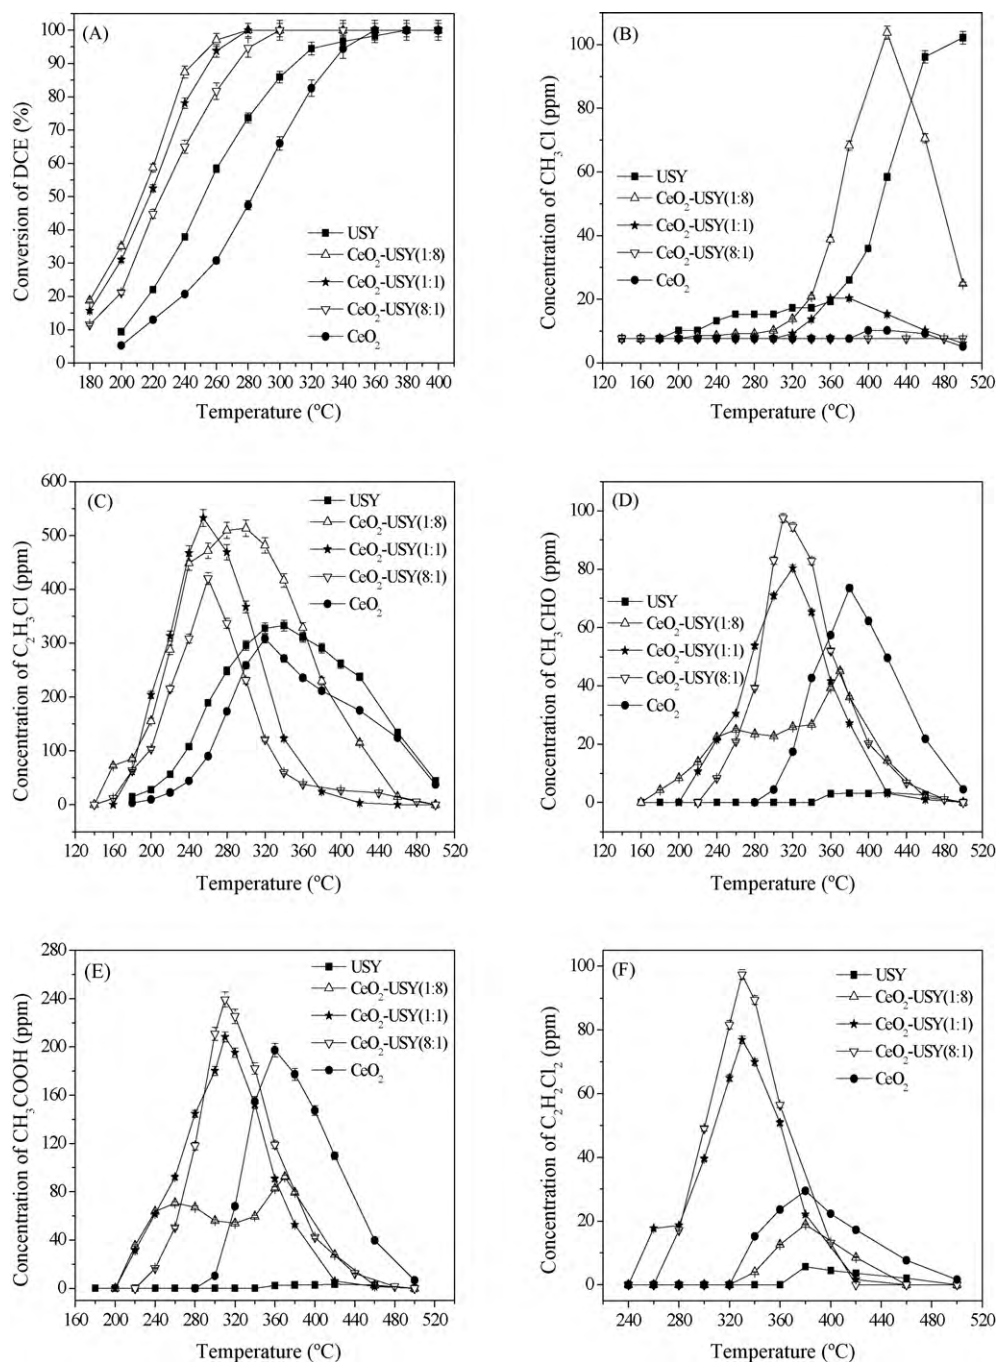 (A)
Conversion of DCE (%)
100
90
80
70
60
50
40
30
20
10
0
USY
CeO₂-USY(1:8)
CeO₂-USY(1:1)
CeO₂-USY(8:1)
CeO₂
180 200 220 240 260 280 300 320 340 360 380 400
Temperature (ºC)
(B)
Concentration of CH₃Cl (ppm)
100
80
60
40
20
0
USY
CeO₂-USY(1:8)
CeO₂-USY(1:1)
CeO₂-USY(8:1)
CeO₂
120 160 200 240 280 320 360 400 440 480 520
Temperature (ºC)
(C)
Concentration of C₂H₃Cl (ppm)
600
500
400
300
200
100
0
USY
CeO₂-USY(1:8)
CeO₂-USY(1:1)
CeO₂-USY(8:1)
CeO₂
120 160 200 240 280 320 360 400 440 480 520
Temperature (ºC)
(D)
Concentration of CH₃CHO (ppm)
100
80
60
40
20
0
USY
CeO₂-USY(1:8)
CeO₂-USY(1:1)
CeO₂-USY(8:1)
CeO₂
120 160 200 240 280 320 360 400 440 480 520
Temperature (ºC)
(E)
Concentration of CH₃COOH (ppm)
280
240
200
160
120
80
40
0
USY
CeO₂-USY(1:8)
CeO₂-USY(1:1)
CeO₂-USY(8:1)
CeO₂
160 200 240 280 320 360 400 440 480 520
Temperature (ºC)
(F)
Concentration of C₂H₂Cl₂ (ppm)
100
80
60
40
20
0
USY
CeO₂-USY(1:8)
CeO₂-USY(1:1)
CeO₂-USY(8:1)
CeO₂
240 280 320 360 400 440 480 520
Temperature (ºC)